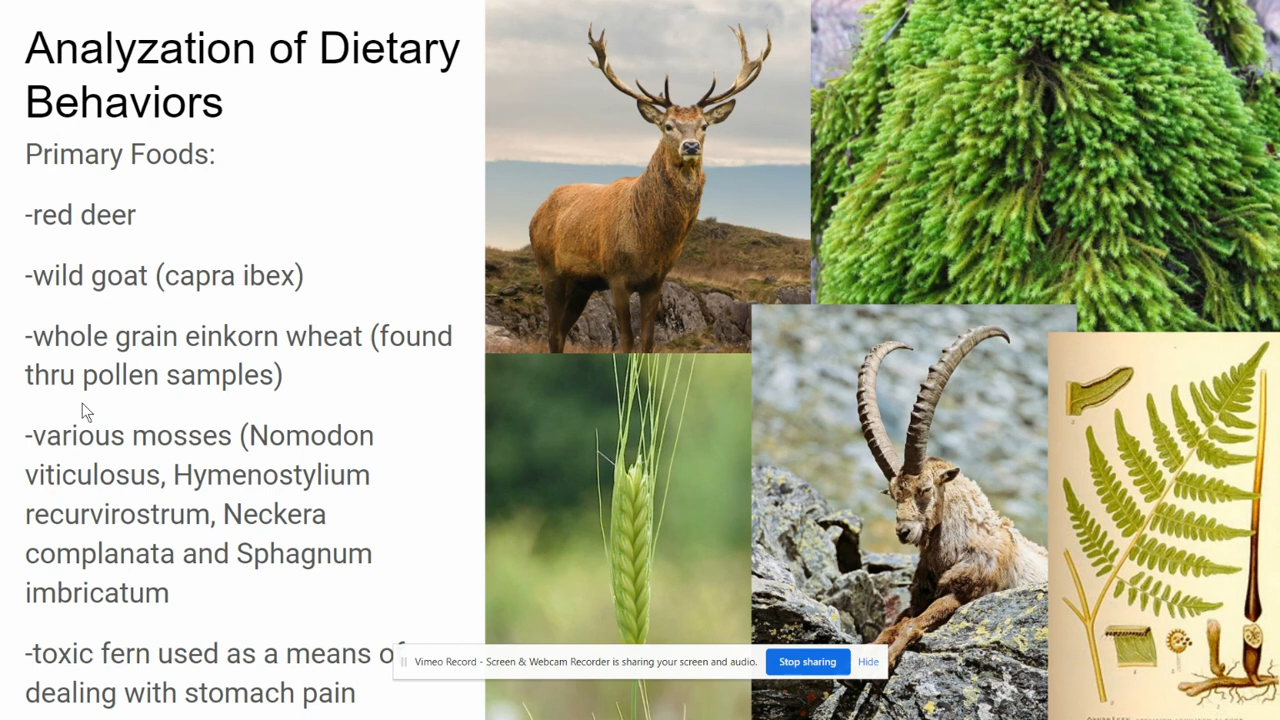 Analyzation of Dietary
Behaviors
Primary Foods:
-red deer
-wild goat (capra ibex)
-whole grain einkorn wheat (found
thru pollen samples)
-various mosses (Nomodon
viticulosus, Hymenostylium
recurvirostrum, Neckera
complanata and Sphagnum
imbricatum
-toxic fern used as a means of
dealing with stomach pain
Vimeo Record - Screen & Webcam Recorder is sharing your screen and audio.
Stop sharing
Hide